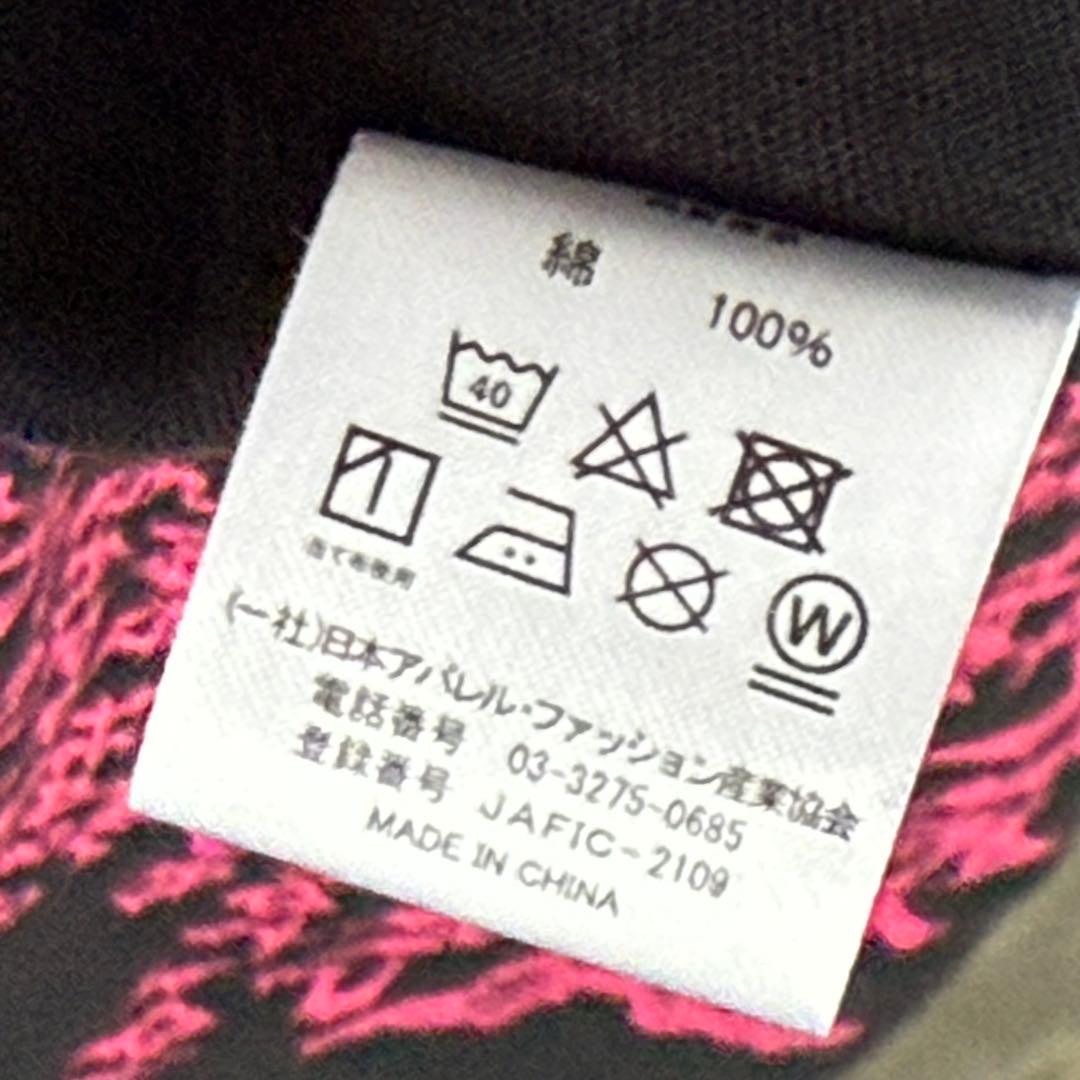 綿 100%
40
当て布使用
W
(一社)日本アパレル・ファッション産業協会
電話番号 03-3275-0685
登録番号 JAFIC-2109
MADE IN CHINA